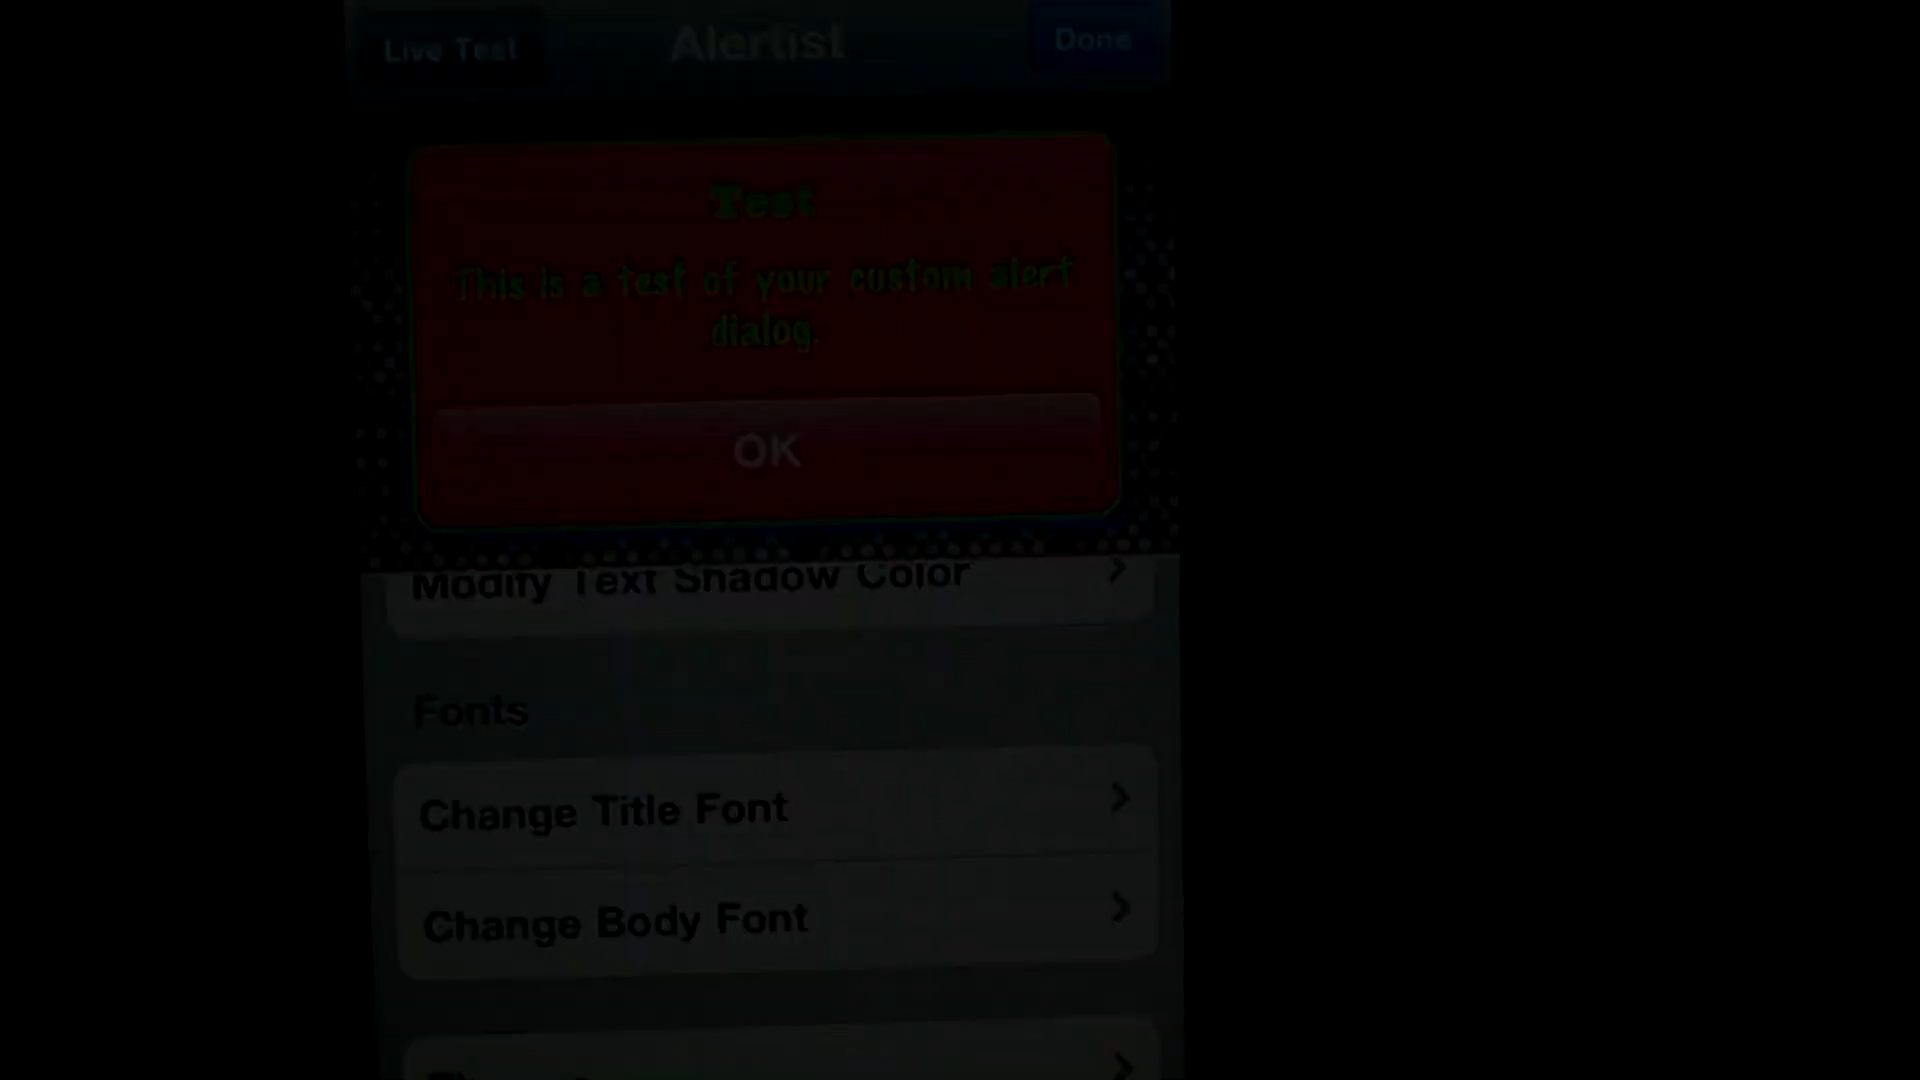 Live Test
Alertist
Done
Test
This is a test of your custom alert
dialog.
OK
Modify Text Shadow Color
Fonts
Change Title Font
Change Body Font